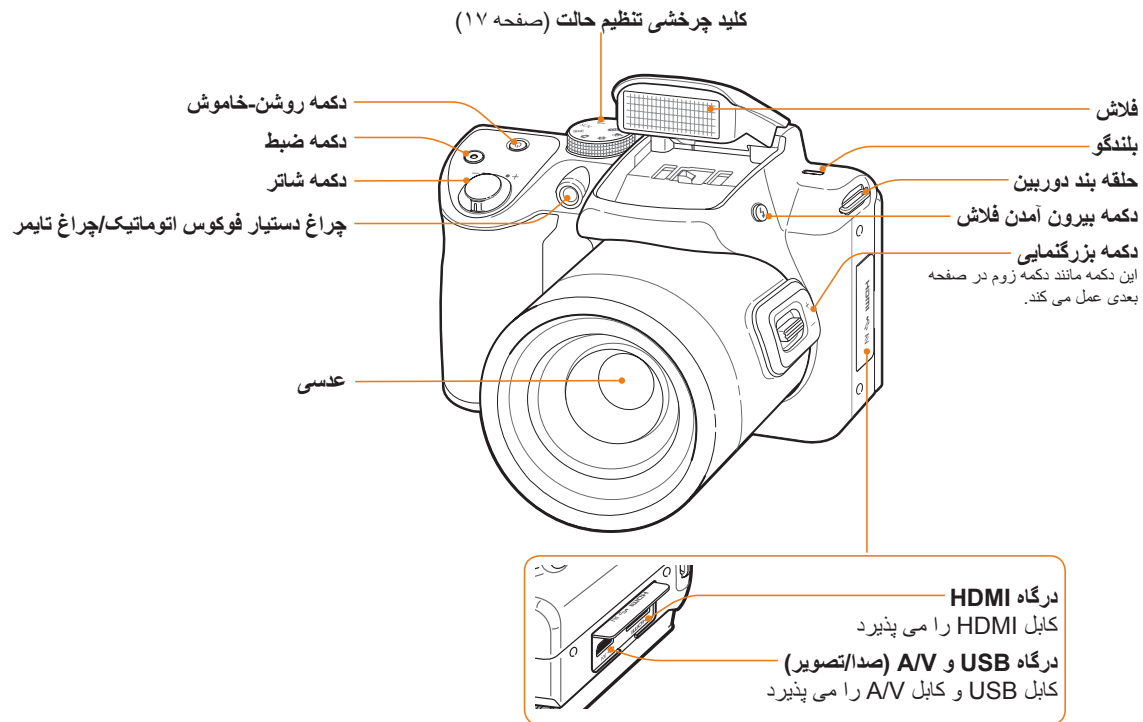 کلید چرخشی تنظیم حالت (صفحه ۱۷)
فلاش
بلندگو
حلقه بند دوربین
دکمه بیرون آمدن فلاش
دکمه بزرگنمایی
این دکمه مانند دکمه زوم در صفحه
بعدی عمل می کند.
دکمه روشن-خاموش
دکمه ضبط
دکمه شاتر
چراغ دستیار فوکوس اتوماتیک/چراغ تایمر
عدسی
درگاه HDMI
کابل HDMI را می پذیرد
درگاه USB و A/V (صدا/تصویر)
کابل USB و کابل A/V را می پذیرد